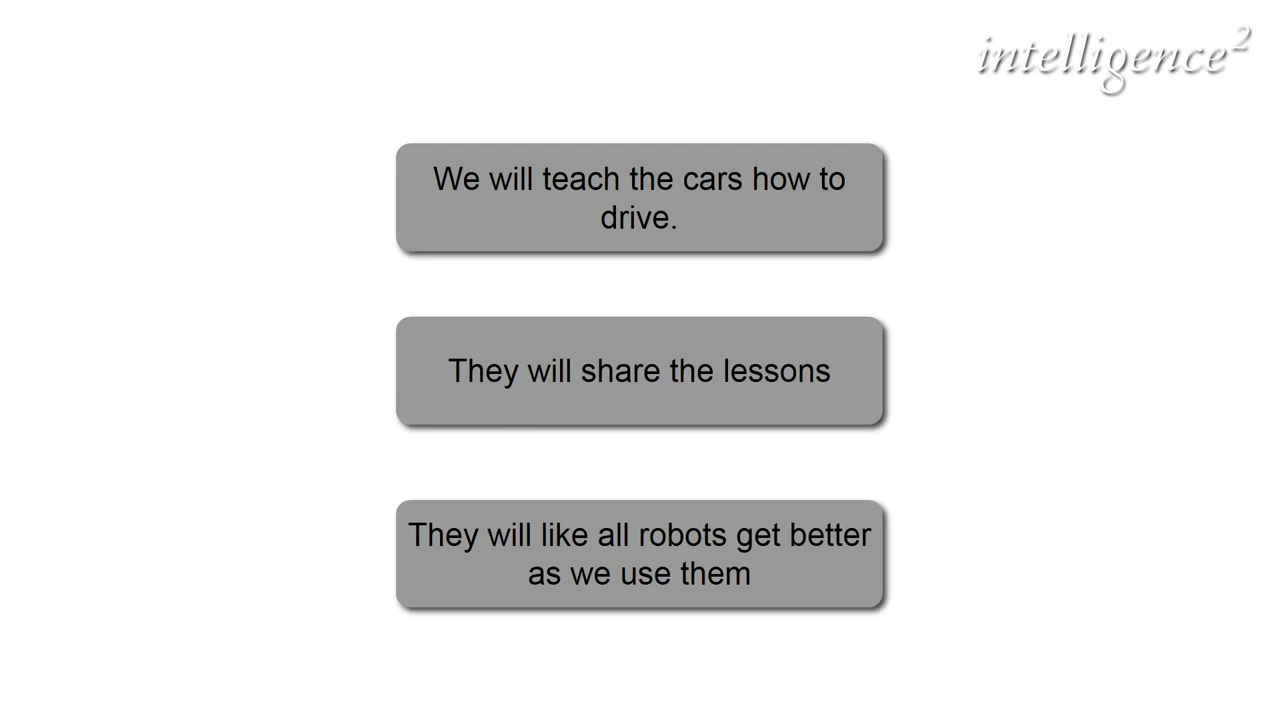 intelligence²
We will teach the cars how to
drive.
They will share the lessons
They will like all robots get better
as we use them